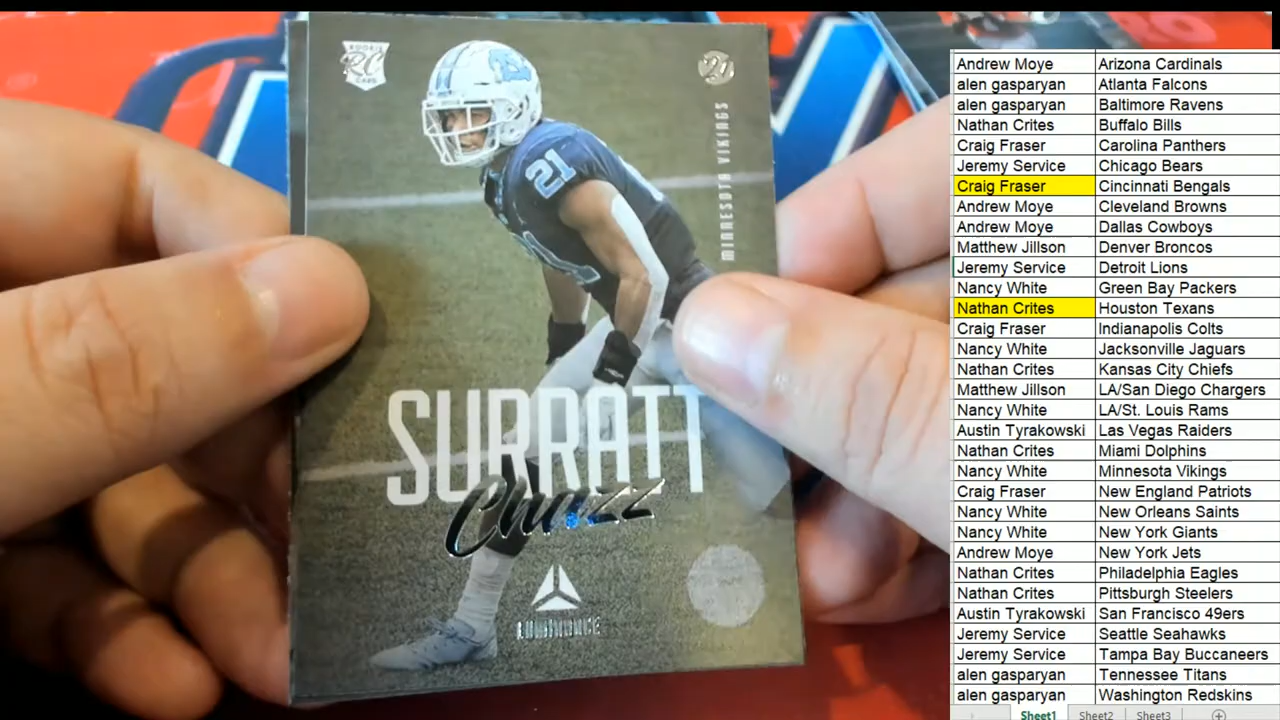 ROOKIE
RC
CARD
21
MINNESOTA VIKINGS
21
21
SURRATT
Chazz
LUMINANCE
Andrew Moye Arizona Cardinals
alen gasparyan Atlanta Falcons
alen gasparyan Baltimore Ravens
Nathan Crites Buffalo Bills
Craig Fraser Carolina Panthers
Jeremy Service Chicago Bears
Craig Fraser Cincinnati Bengals
Andrew Moye Cleveland Browns
Andrew Moye Dallas Cowboys
Matthew Jillson Denver Broncos
Jeremy Service Detroit Lions
Nancy White Green Bay Packers
Nathan Crites Houston Texans
Craig Fraser Indianapolis Colts
Nancy White Jacksonville Jaguars
Nathan Crites Kansas City Chiefs
Matthew Jillson LA/San Diego Chargers
Nancy White LA/St. Louis Rams
Austin Tyrakowski Las Vegas Raiders
Nathan Crites Miami Dolphins
Nancy White Minnesota Vikings
Craig Fraser New England Patriots
Nancy White New Orleans Saints
Nancy White New York Giants
Andrew Moye New York Jets
Nathan Crites Philadelphia Eagles
Nathan Crites Pittsburgh Steelers
Austin Tyrakowski San Francisco 49ers
Jeremy Service Seattle Seahawks
Jeremy Service Tampa Bay Buccaneers
alen gasparyan Tennessee Titans
alen gasparyan Washington Redskins
Sheet1 Sheet2 Sheet3